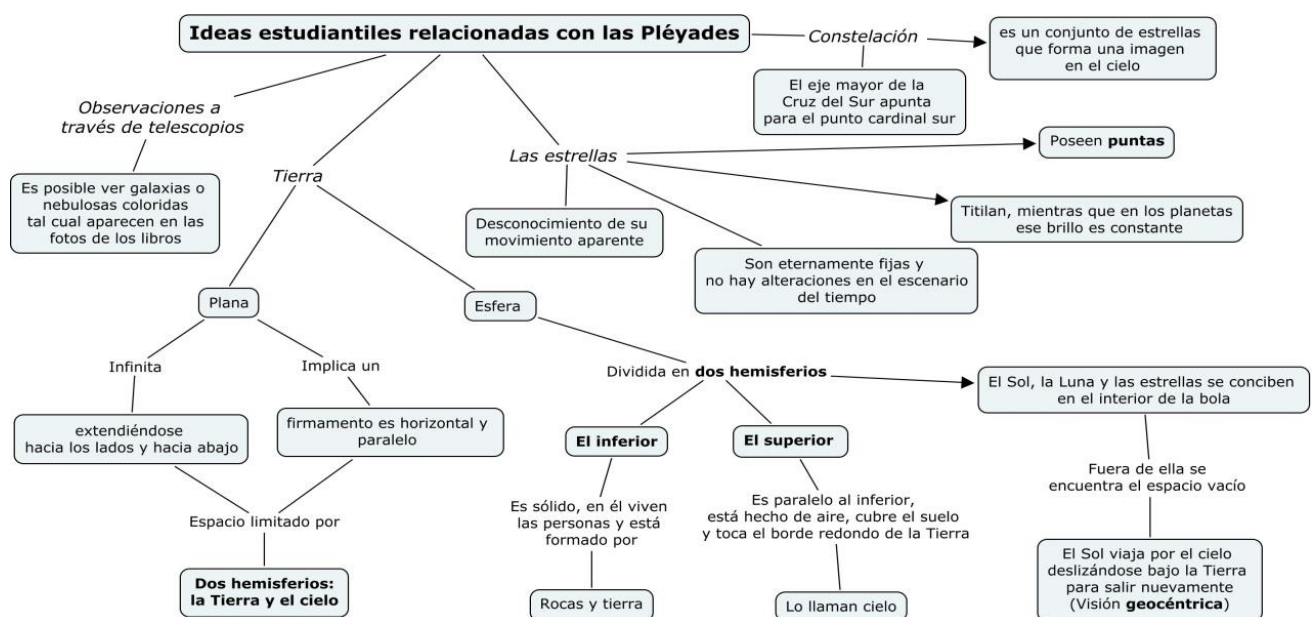 Ideas estudiantiles relacionadas con las Pléyades
Constelación
es un conjunto de estrellas
que forma una imagen
en el cielo
El eje mayor de la
Cruz del Sur apunta
para el punto cardinal sur
Observaciones a
través de telescopios
Es posible ver galaxias o
nebulosas coloridas
tal cual aparecen en las
fotos de los libros
Tierra
Las estrellas
Poseen puntas
Titilan, mientras que en los planetas
ese brillo es constante
Desconocimiento de su
movimiento aparente
Son eternamente fijas y
no hay alteraciones en el escenario
del tiempo
Plana
Esfera
Infinita
Implica un
extendiéndose
hacia los lados y hacia abajo
firmamento es horizontal y
paralelo
Espacio limitado por
Dos hemisferios:
la Tierra y el cielo
Dividida en dos hemisferios
El inferior
Es sólido, en él viven
las personas y está
formado por
Rocas y tierra
El superior
Es paralelo al inferior,
está hecho de aire, cubre el suelo
y toca el borde redondo de la Tierra
Lo llaman cielo
El Sol, la Luna y las estrellas se conciben
en el interior de la bola
Fuera de ella se
encuentra el espacio vacío
El Sol viaja por el cielo
deslizándose bajo la Tierra
para salir nuevamente
(Visión geocéntrica)